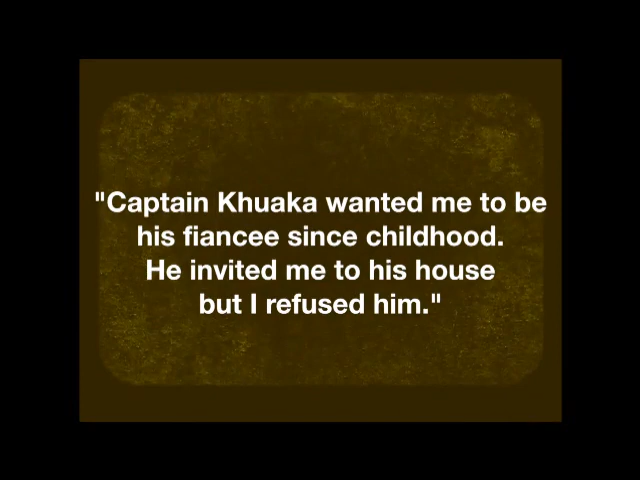 "Captain Khuaka wanted me to be
his fiancee since childhood.
He invited me to his house
but I refused him."